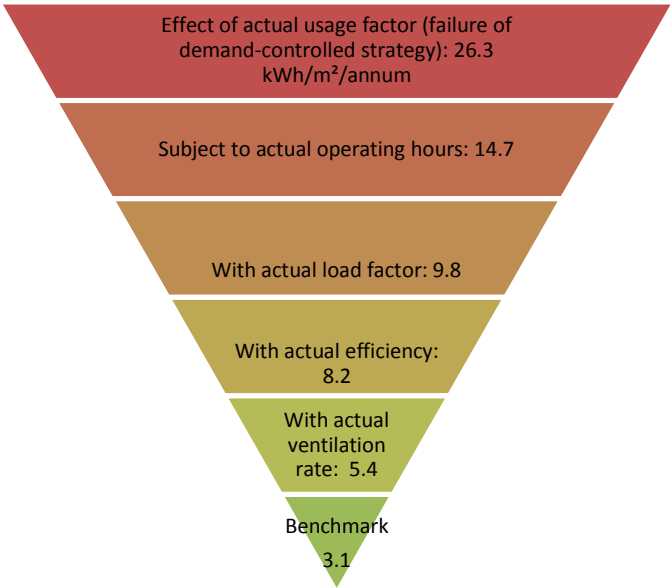 Effect of actual usage factor (failure of
demand-controlled strategy): 26.3
kWh/m²/annum
Subject to actual operating hours: 14.7
With actual load factor: 9.8
With actual efficiency:
8.2
With actual
ventilation
rate: 5.4
Benchmark
3.1